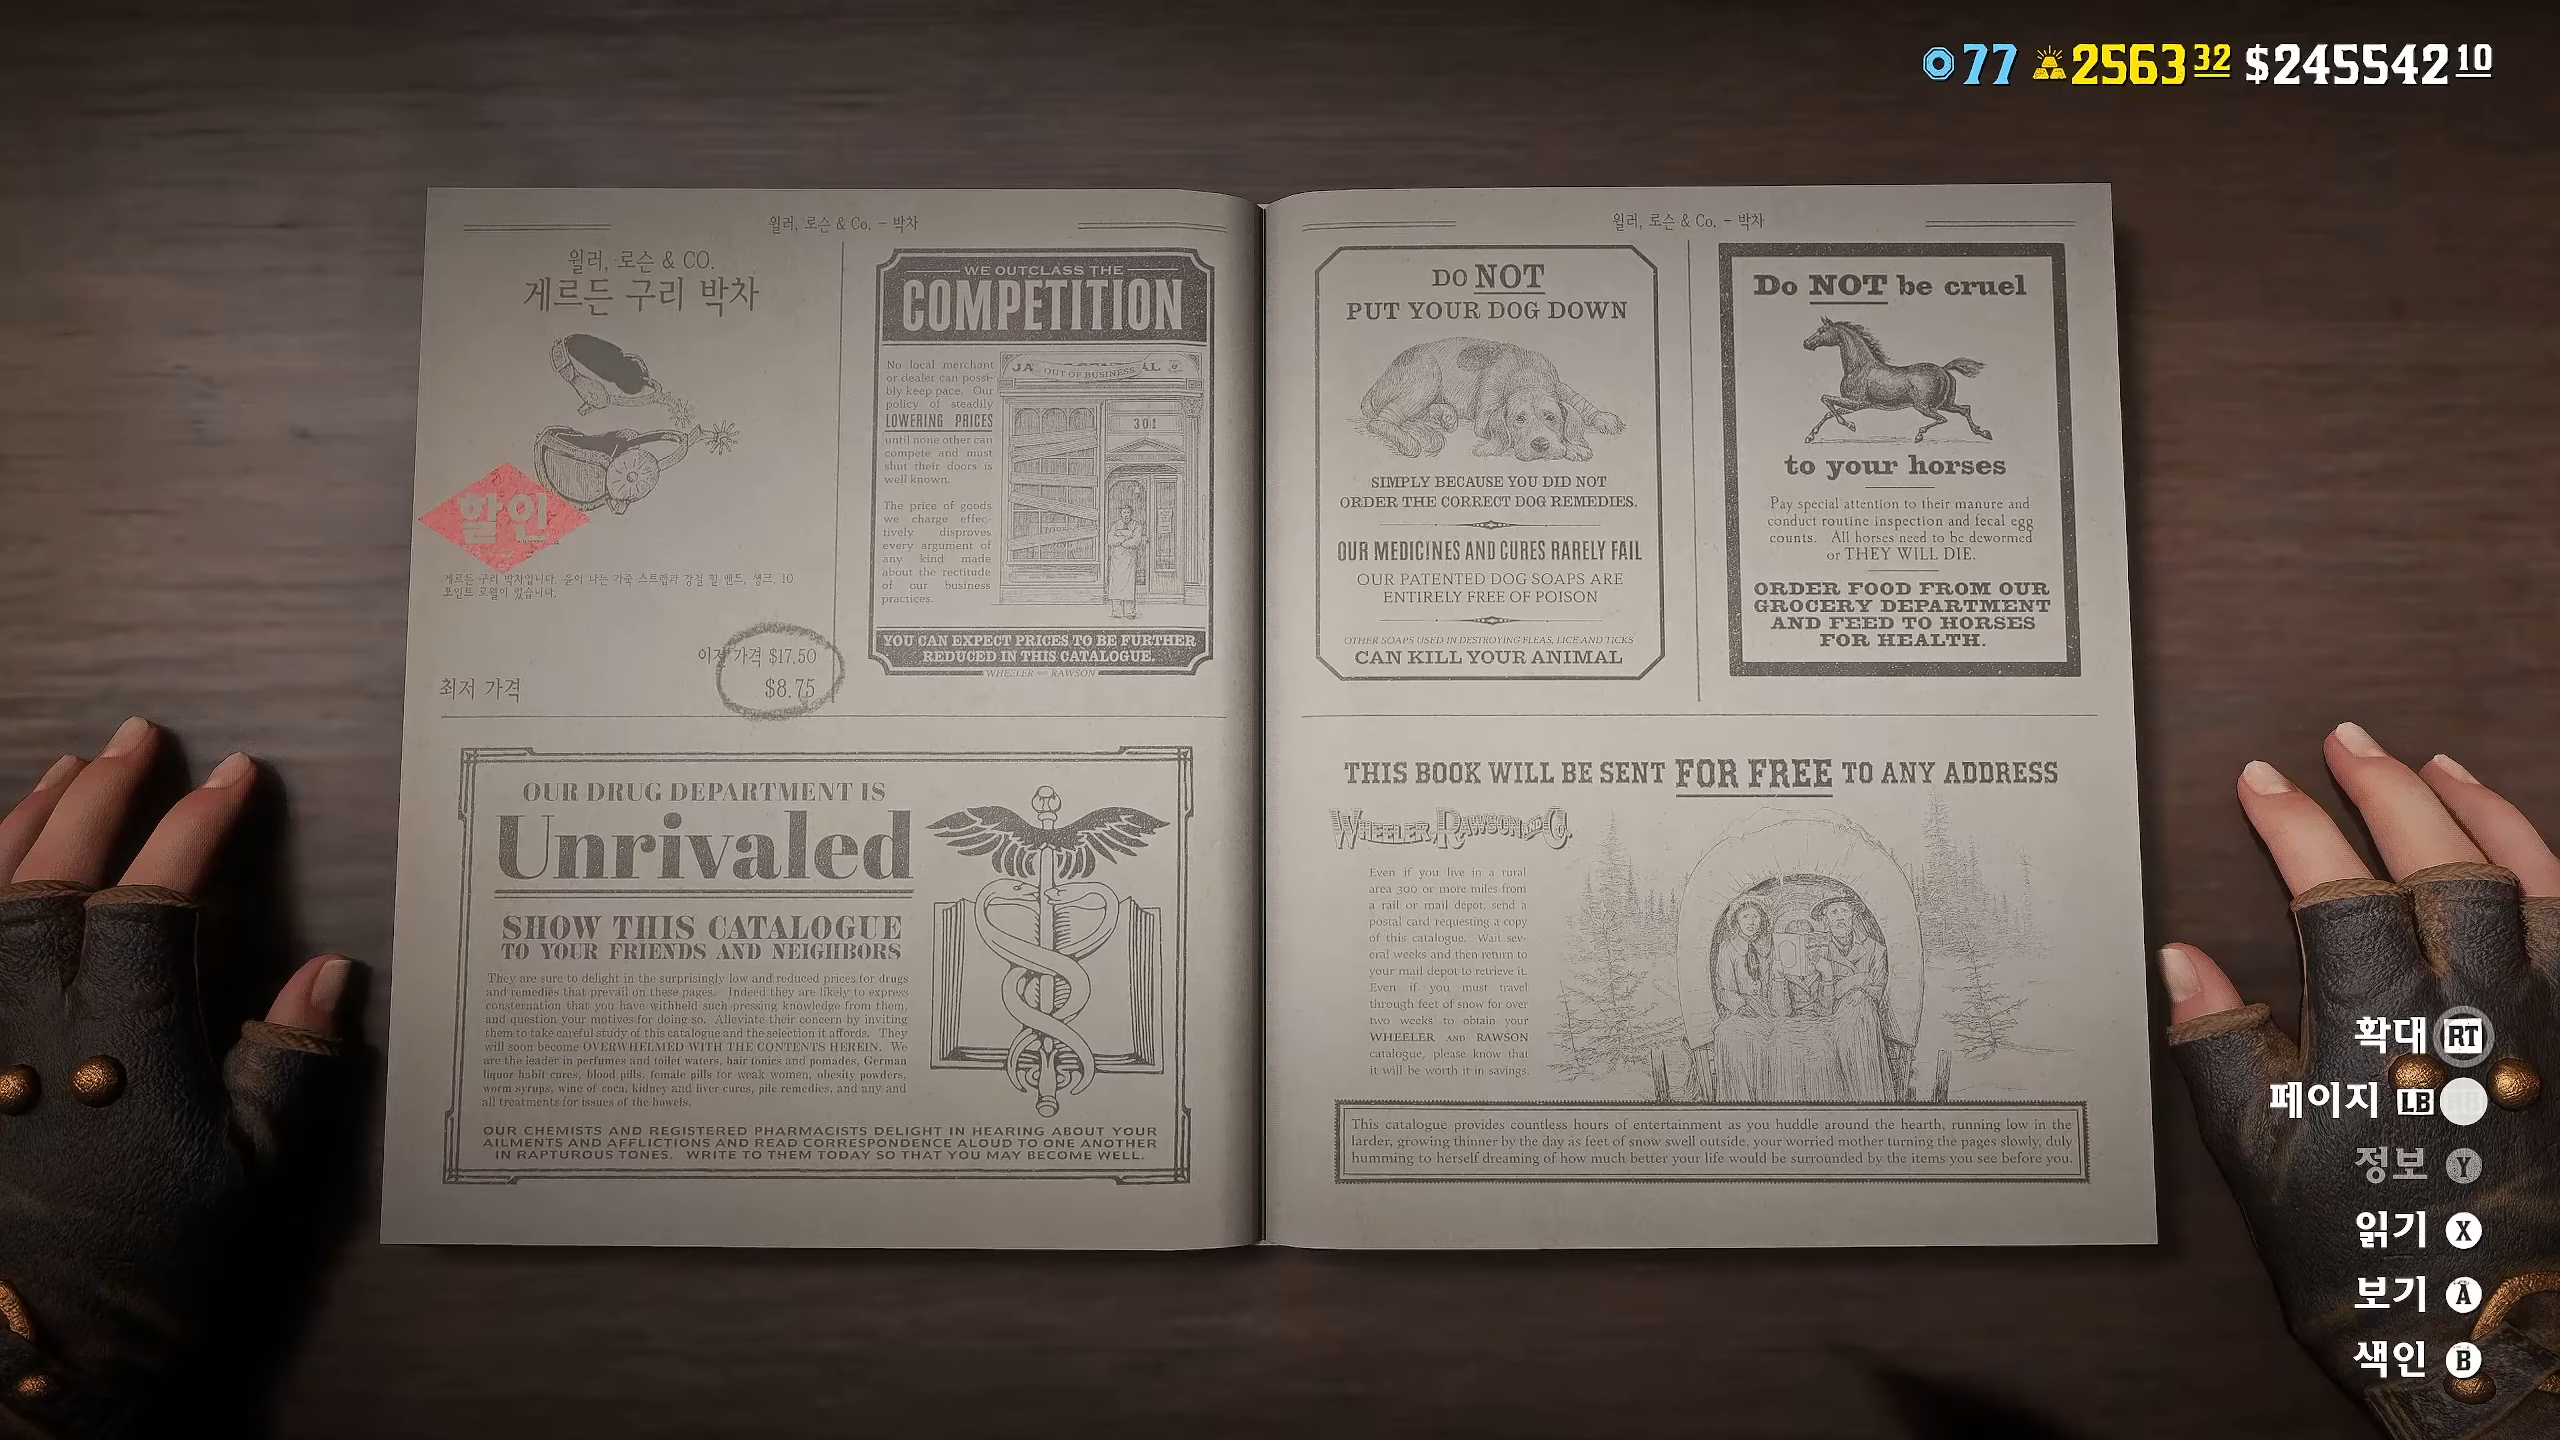 77 2563 32 $245542 10
윌러, 로슨 & Co. - 박차
윌러, 로슨 & CO.
게르든 구리 박차
할인
게르든 구리 박차입니다. 윤이 나는 가죽 스트랩과 강철 힐 밴드, 섕크, 10
포인트 로웰이 있습니다.
이전 가격 $17.50
최저 가격 $8.75
WE OUTCLASS THE
COMPETITION
No local merchant
or dealer can possi-
bly keep pace. Our
policy of steadily
LOWERING PRICES
until none other can
compete and must
shut their doors is
well known.
The price of goods
we charge effec-
tively disproves
every argument of
any kind made
about the rectitude
of our business
practices.
OUT OF BUSINESS
301
YOU CAN EXPECT PRICES TO BE FURTHER
REDUCED IN THIS CATALOGUE.
WHEELER AND RAWSON
OUR DRUG DEPARTMENT IS
Unrivaled
SHOW THIS CATALOGUE
TO YOUR FRIENDS AND NEIGHBORS
They are sure to delight in the surprisingly low and reduced prices for drugs
and remedies that prevail on these pages. Indeed they are likely to express
consternation that you have withheld such pressing knowledge from them,
and question your motives for doing so. Alleviate their concern by inviting
them to take careful study of this catalogue and the selection it affords. They
will soon become OVERWHELMED WITH THE CONTENTS HEREIN. We
are the leader in perfumes and toilet waters, hair tonics and pomades, German
liquor habit cures, blood pills, female pills for weak women, obesity powders,
worm syrups, wine of coca, kidney and liver cures, pile remedies, and any and
all treatments for issues of the bowels.
OUR CHEMISTS AND REGISTERED PHARMACISTS DELIGHT IN HEARING ABOUT YOUR
AILMENTS AND AFFLICTIONS AND READ CORRESPONDENCE ALOUD TO ONE ANOTHER
IN RAPTUROUS TONES. WRITE TO THEM TODAY SO THAT YOU MAY BECOME WELL.
윌러, 로슨 & Co. - 박차
DO NOT
PUT YOUR DOG DOWN
SIMPLY BECAUSE YOU DID NOT
ORDER THE CORRECT DOG REMEDIES.
OUR MEDICINES AND CURES RARELY FAIL
OUR PATENTED DOG SOAPS ARE
ENTIRELY FREE OF POISON
OTHER SOAPS USED IN DESTROYING FLEAS, LICE AND TICKS
CAN KILL YOUR ANIMAL
Do NOT be cruel
to your horses
Pay special attention to their manure and
conduct routine inspection and fecal egg
counts. All horses need to be dewormed
or THEY WILL DIE.
ORDER FOOD FROM OUR
GROCERY DEPARTMENT
AND FEED TO HORSES
FOR HEALTH.
THIS BOOK WILL BE SENT FOR FREE TO ANY ADDRESS
WHEELER, RAWSON AND CO.
Even if you live in a rural
area 300 or more miles from
a rail or mail depot, send a
postal card requesting a copy
of this catalogue. Wait sev-
eral weeks and then return to
your mail depot to retrieve it.
Even if you must travel
through feet of snow for over
two weeks to obtain your
WHEELER AND RAWSON
catalogue, please know that
it will be worth it in savings.
This catalogue provides countless hours of entertainment as you huddle around the hearth, running low in the
larder, growing thinner by the day as feet of snow swell outside, your worried mother turning the pages slowly, duly
humming to herself dreaming of how much better your life would be surrounded by the items you see before you.
확대 RT
페이지 LB
정보 Y
읽기 X
보기 A
색인 B